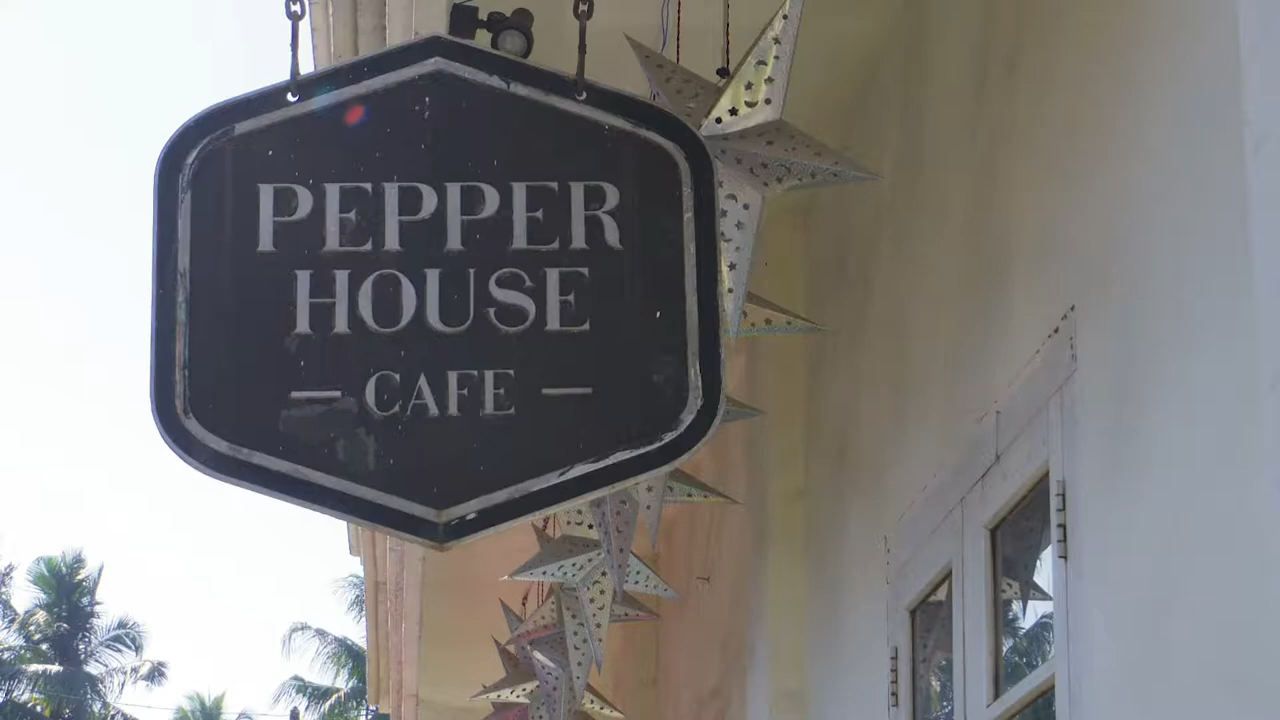 PEPPER
HOUSE
— CAFE —